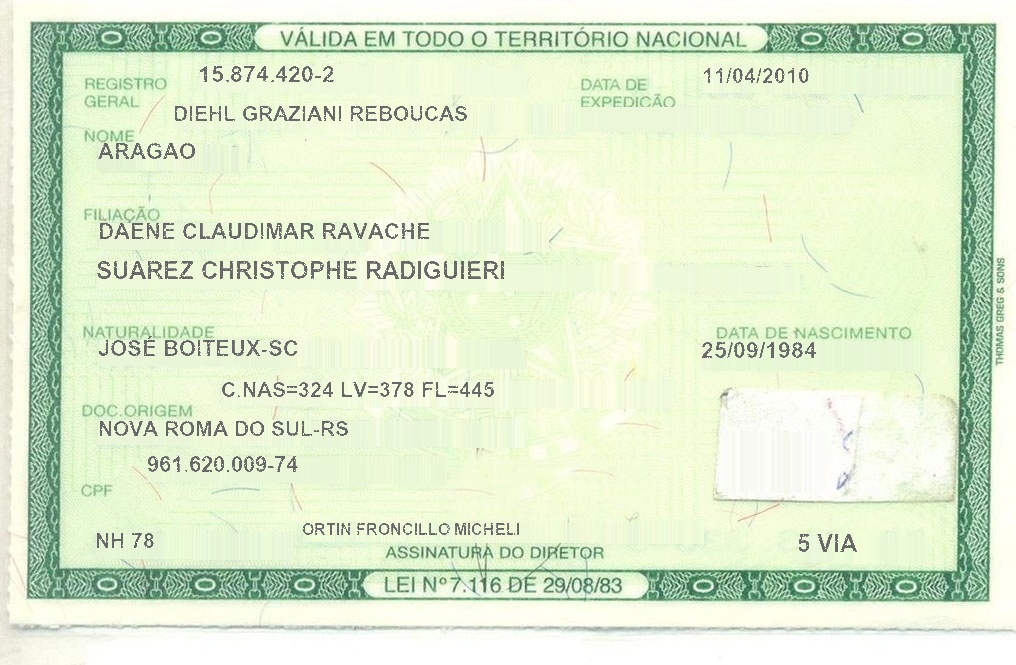 VÁLIDA EM TODO O TERRITÓRIO NACIONAL
REGISTRO GERAL 15.874.420-2 DATA DE EXPEDIÇÃO 11/04/2010
DIEHL GRAZIANI REBOUCAS
NOME
ARAGAO
FILIAÇÃO
DAENE CLAUDIMAR RAVACHE
SUAREZ CHRISTOPHE RADIGUIERI
NATURALIDADE DATA DE NASCIMENTO
JOSÉ BOITEUX-SC 25/09/1984
C.NAS=324 LV=378 FL=445
DOC.ORIGEM
NOVA ROMA DO SUL-RS
961.620.009-74
CPF
NH 78 ORTIN FRONCILLO MICHELI 5 VIA
ASSINATURA DO DIRETOR
LEI Nº 7.116 DE 29/08/83
THOMAS GREG & SONS